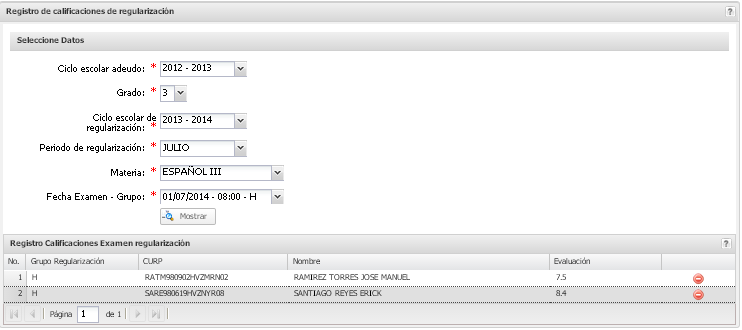 Registro de calificaciones de regularización ?
Seleccione Datos
Ciclo escolar adeudo: * 2012 - 2013
Grado: * 3
Ciclo escolar de
regularización: * 2013 - 2014
Periodo de regularización: * JULIO
Materia: * ESPAÑOL III
Fecha Examen - Grupo: * 01/07/2014 - 08:00 - H
Mostrar
Registro Calificaciones Examen regularización ?
No. Grupo Regularización CURP Nombre Evaluación
1 H RATM980902HVZMRN02 RAMIREZ TORRES JOSE MANUEL 7.5
2 H SARE980619HVZNYR08 SANTIAGO REYES ERICK 8.4
Página 1 de 1